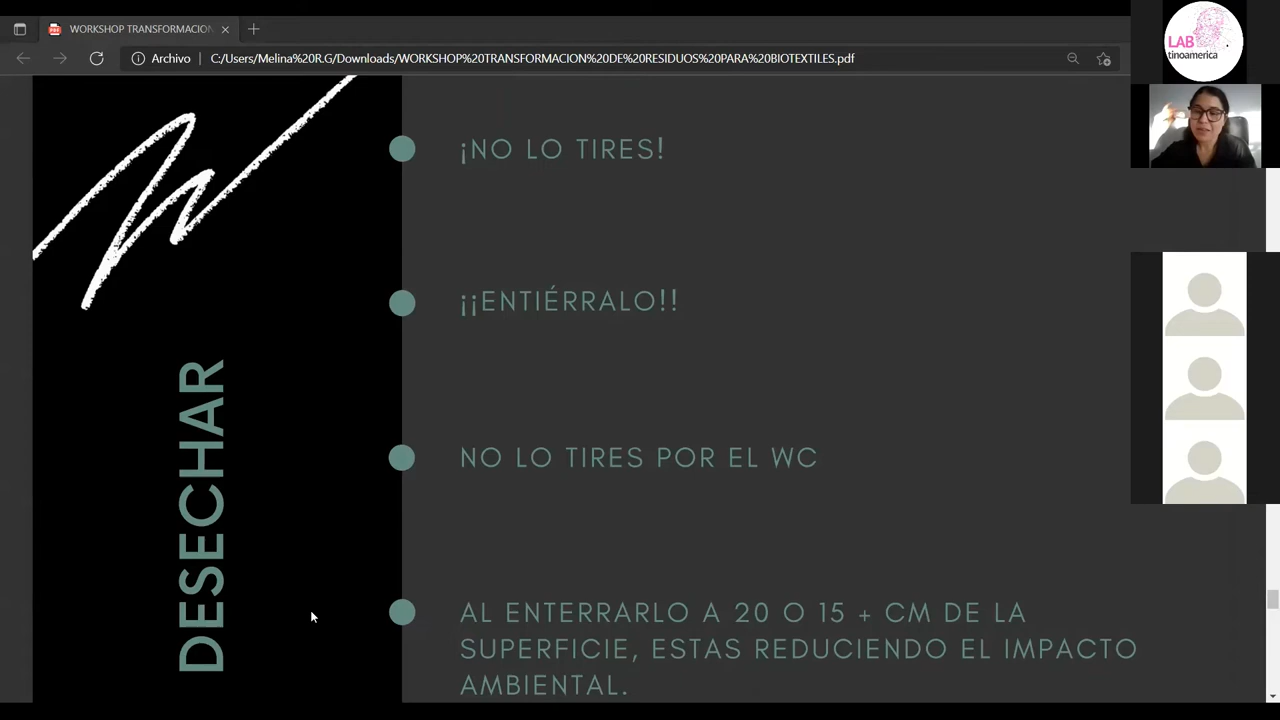 WORKSHOP TRANSFORMACION
Archivo
C:/Users/Melina%20R.G/Downloads/WORKSHOP%20TRANSFORMACION%20DE%20RESIDUOS%20PARA%20BIOTEXTILES.pdf
LAB
tinoamerica
DESECHAR
¡NO LO TIRES!
¡¡ENTIÉRRALO!!
NO LO TIRES POR EL WC
AL ENTERRARLO A 20 O 15 + CM DE LA
SUPERFICIE, ESTAS REDUCIENDO EL IMPACTO
AMBIENTAL.